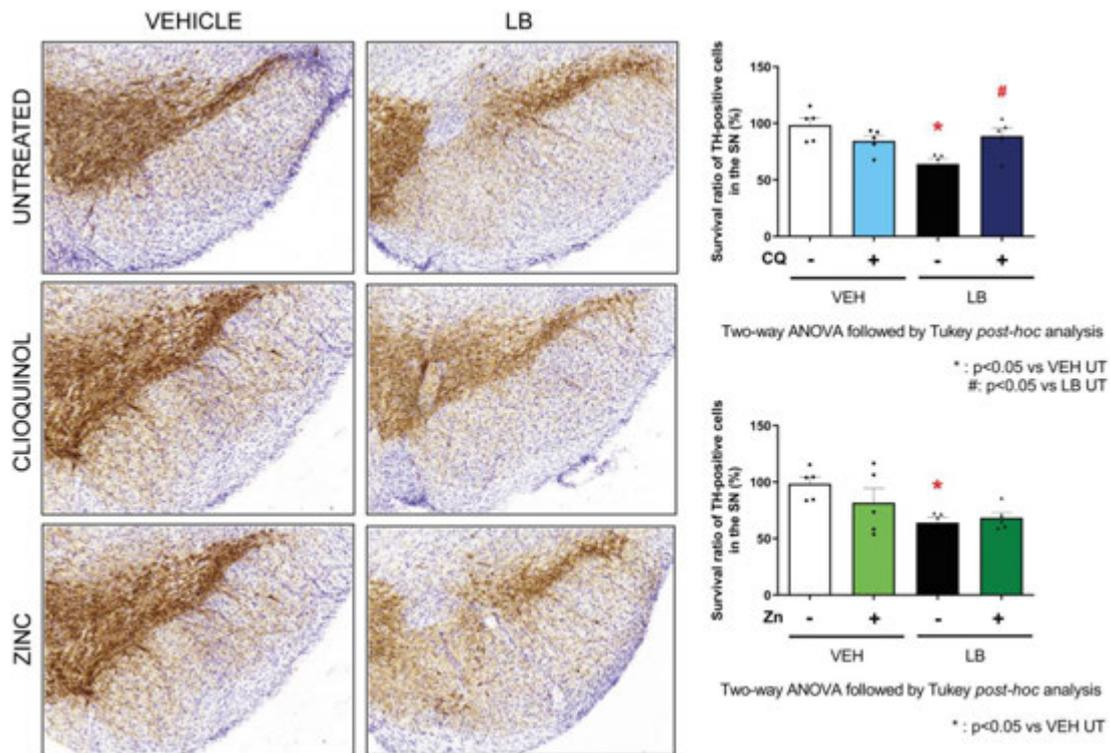 VEHICLE
LB
UNTREATED
CLIOQUINOL
ZINC
Survival ratio of TH-positive cells
in the SN (%)
150
100
50
0
*
#
CQ - + - +
VEH LB
Two-way ANOVA followed by Tukey post-hoc analysis
* : p<0.05 vs VEH UT
#: p<0.05 vs LB UT
Survival ratio of TH-positive cells
in the SN (%)
150
100
50
0
*
Zn - + - +
VEH LB
Two-way ANOVA followed by Tukey post-hoc analysis
* : p<0.05 vs VEH UT